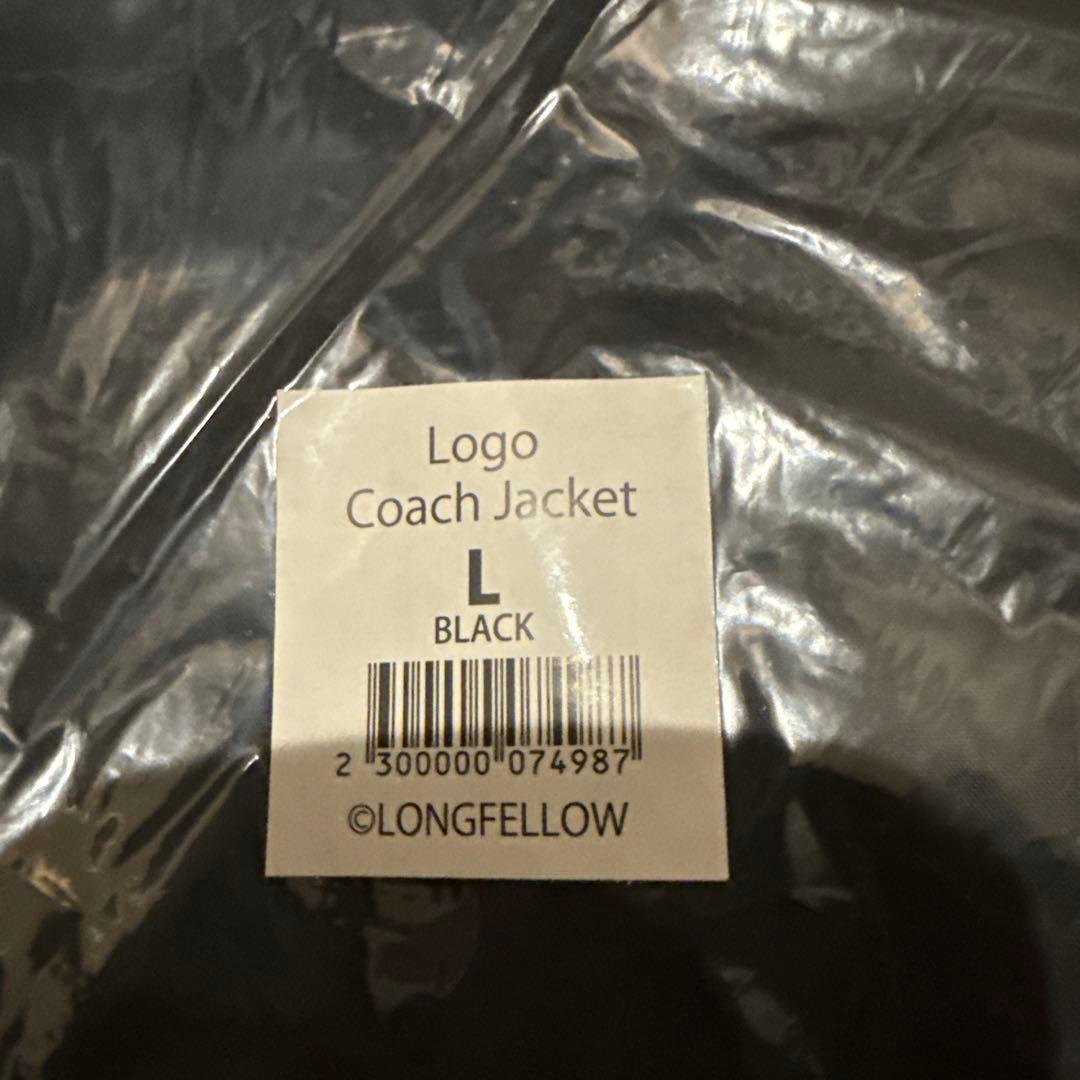 Logo
Coach Jacket
L
BLACK
2 300000 074987
©LONGFELLOW